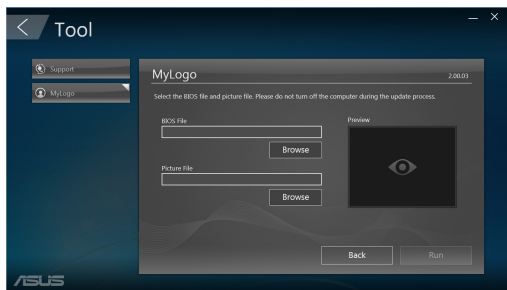 Tool
Support
MyLogo
MyLogo
2.00.03
Select the BIOS file and picture file. Please do not turn off the computer during the update process.
BIOS File
Browse
Picture File
Browse
Preview
Back
Run
ASUS